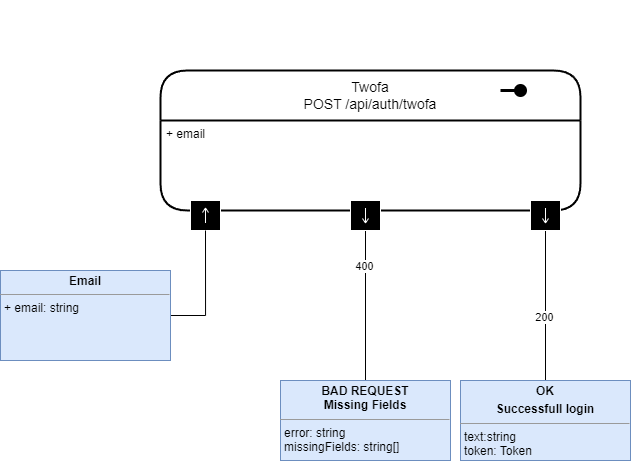 Twofa
POST /api/auth/twofa
+ email
400
200
Email
+ email: string
BAD REQUEST
Missing Fields
error: string
missingFields: string[]
OK
Successfull login
text:string
token: Token